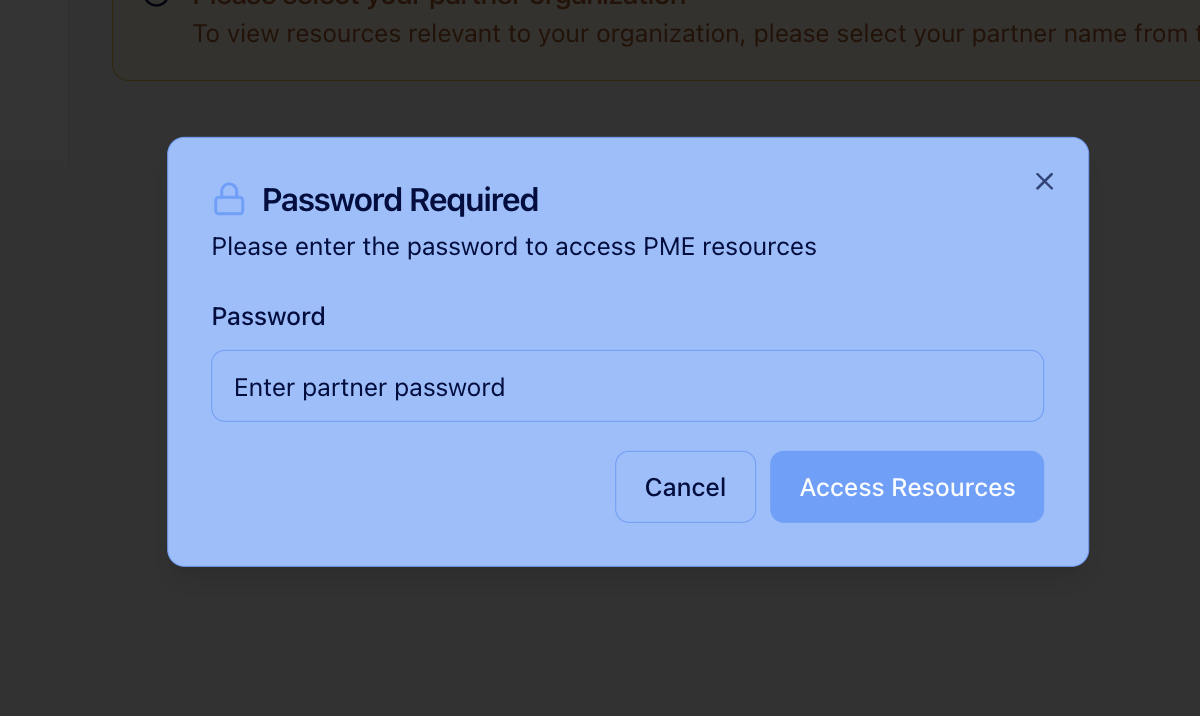 Please select your partner organization
To view resources relevant to your organization, please select your partner name from
Password Required
Please enter the password to access PME resources
Password
Enter partner password
Cancel
Access Resources